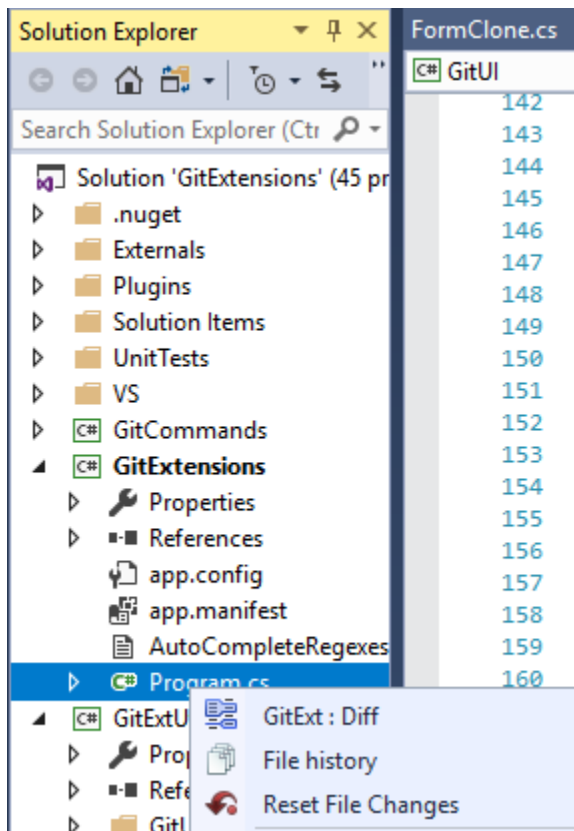 Solution Explorer
FormClone.cs
C# GitUI
Search Solution Explorer (Ctr
Solution 'GitExtensions' (45 pr
.nuget
Externals
Plugins
Solution Items
UnitTests
VS
C# GitCommands
C# GitExtensions
Properties
References
app.config
app.manifest
AutoCompleteRegexes
C# Program.cs
C# GitExtU
Prop
Refe
GitU
GitExt : Diff
File history
Reset File Changes
142
143
144
145
146
147
148
149
150
151
152
153
154
155
156
157
158
159
160